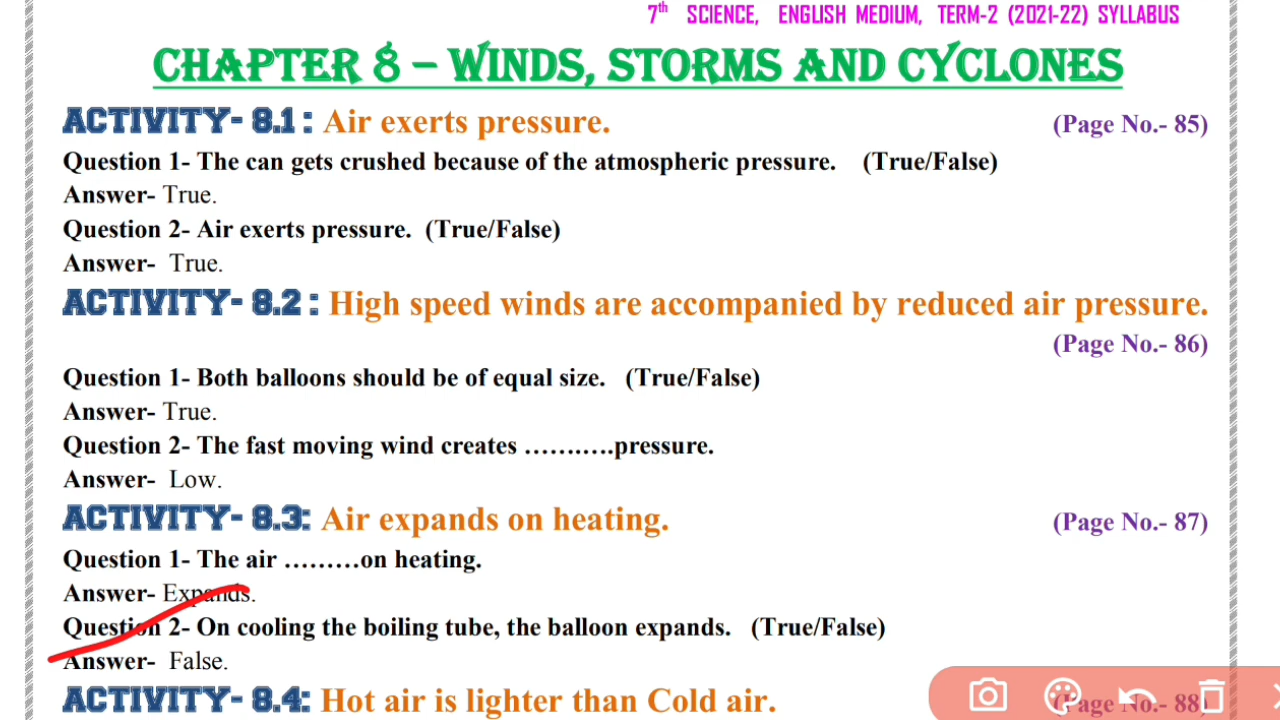 7th SCIENCE, ENGLISH MEDIUM, TERM-2 (2021-22) SYLLABUS
CHAPTER 8 – WINDS, STORMS AND CYCLONES
ACTIVITY- 8.1 : Air exerts pressure. (Page No.- 85)
Question 1- The can gets crushed because of the atmospheric pressure. (True/False)
Answer- True.
Question 2- Air exerts pressure. (True/False)
Answer- True.
ACTIVITY- 8.2 : High speed winds are accompanied by reduced air pressure.
(Page No.- 86)
Question 1- Both balloons should be of equal size. (True/False)
Answer- True.
Question 2- The fast moving wind creates ………..pressure.
Answer- Low.
ACTIVITY- 8.3: Air expands on heating. (Page No.- 87)
Question 1- The air ………on heating.
Answer- Expands.
Question 2- On cooling the boiling tube, the balloon expands. (True/False)
Answer- False.
ACTIVITY- 8.4: Hot air is lighter than Cold air. (Page No.- 88)